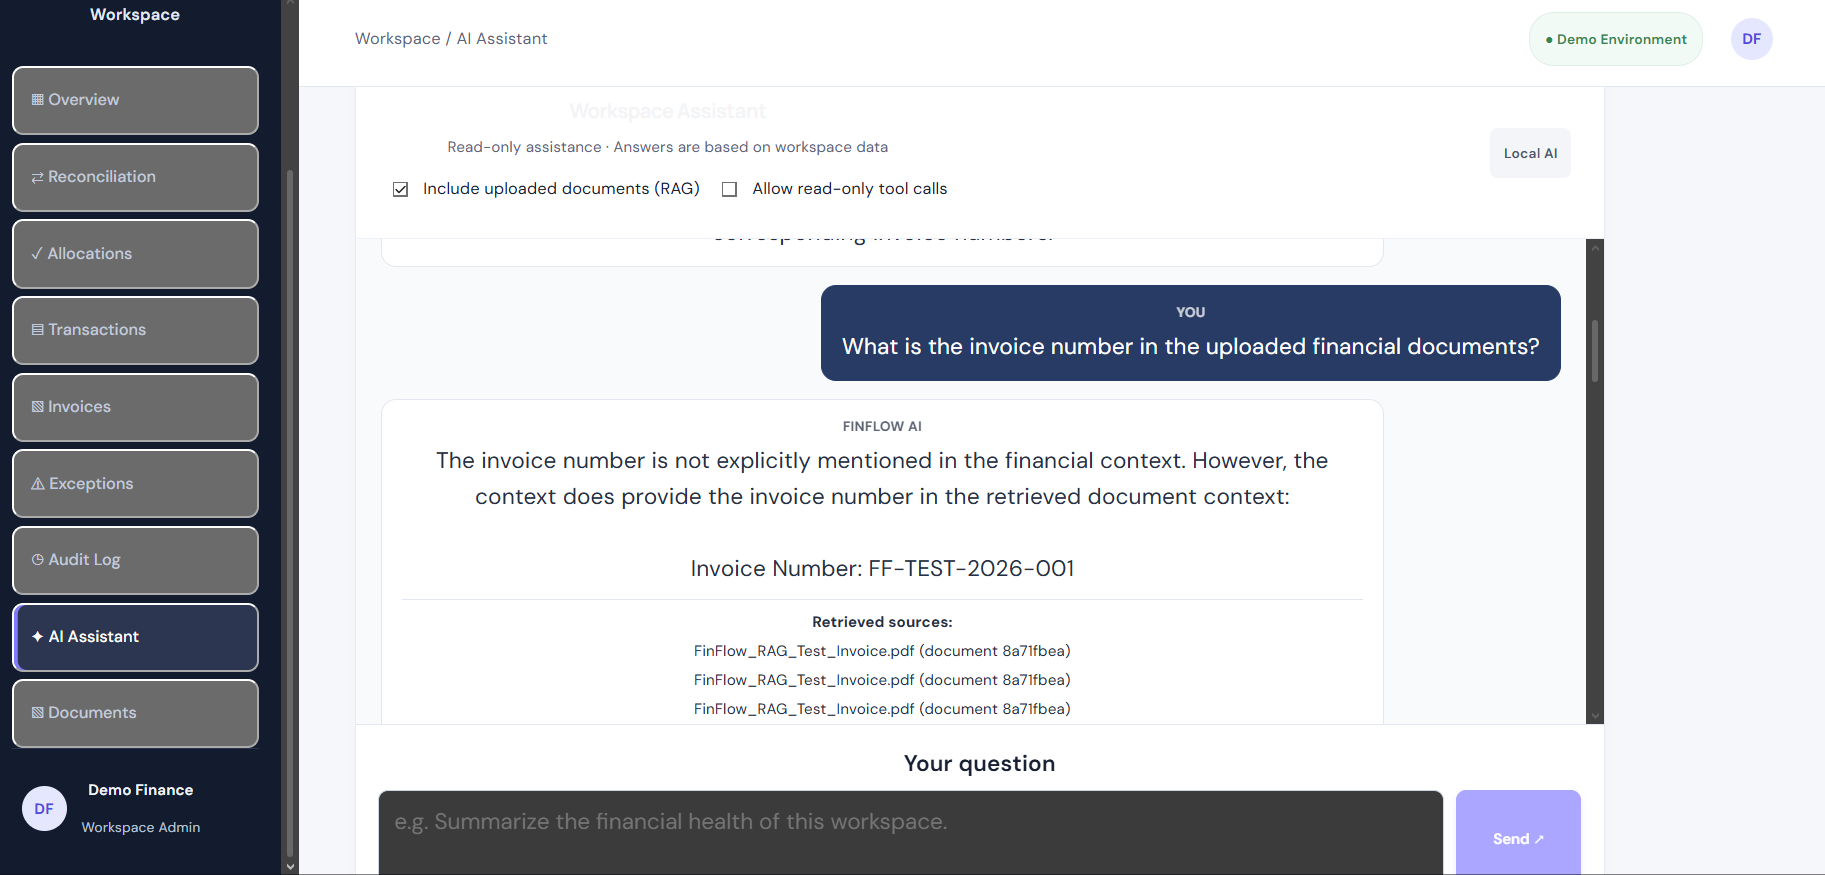 Workspace
▦ Overview
⇄ Reconciliation
✓ Allocations
▤ Transactions
▧ Invoices
⚠ Exceptions
◷ Audit Log
✦ AI Assistant
▧ Documents
DF
Demo Finance
Workspace Admin
Workspace / AI Assistant
● Demo Environment
DF
Workspace Assistant
Read-only assistance · Answers are based on workspace data
Include uploaded documents (RAG)
Allow read-only tool calls
Local AI
corresponding invoice numbers.
YOU
What is the invoice number in the uploaded financial documents?
FINFLOW AI
The invoice number is not explicitly mentioned in the financial context. However, the
context does provide the invoice number in the retrieved document context:
Invoice Number: FF-TEST-2026-001
Retrieved sources:
FinFlow_RAG_Test_Invoice.pdf (document 8a71fbea)
FinFlow_RAG_Test_Invoice.pdf (document 8a71fbea)
FinFlow_RAG_Test_Invoice.pdf (document 8a71fbea)
Your question
e.g. Summarize the financial health of this workspace.
Send ↗